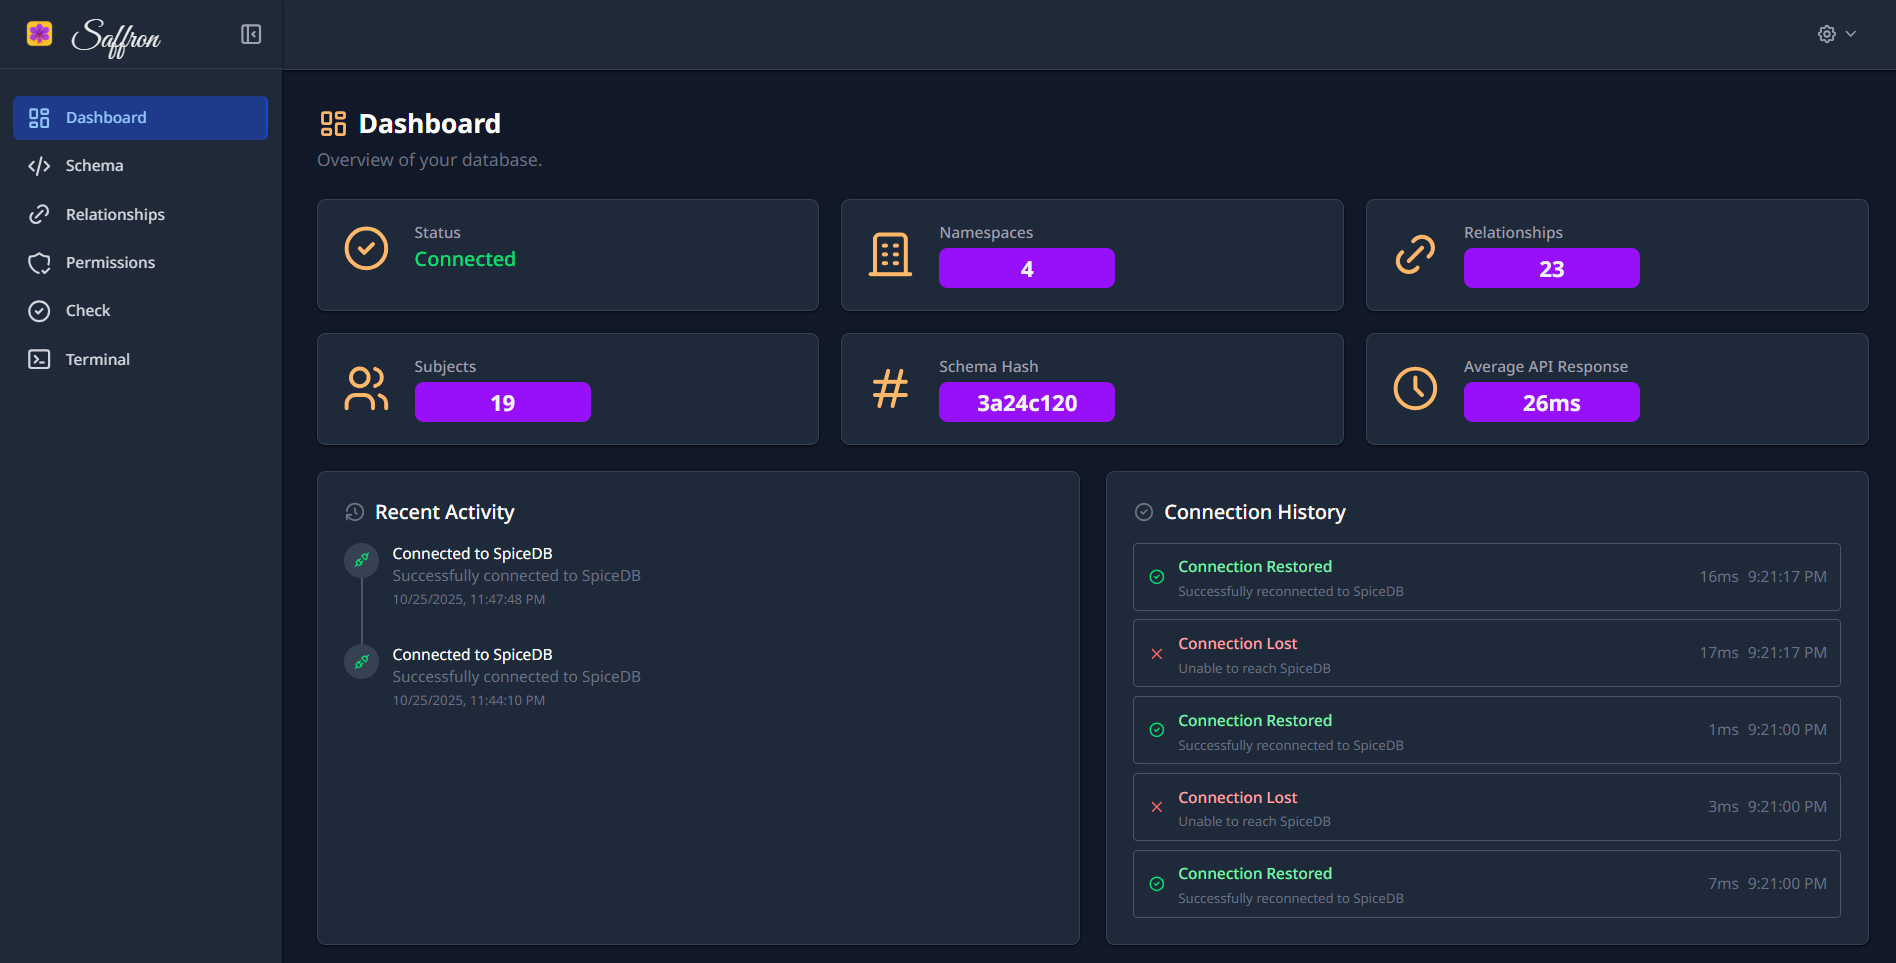 Saffron
Dashboard
Schema
Relationships
Permissions
Check
Terminal
Dashboard
Overview of your database.
Status
Connected
Namespaces
4
Relationships
23
Subjects
19
Schema Hash
3a24c120
Average API Response
26ms
Recent Activity
Connected to SpiceDB
Successfully connected to SpiceDB
10/25/2025, 11:47:48 PM
Connected to SpiceDB
Successfully connected to SpiceDB
10/25/2025, 11:44:10 PM
Connection History
Connection Restored
Successfully reconnected to SpiceDB
16ms 9:21:17 PM
Connection Lost
Unable to reach SpiceDB
17ms 9:21:17 PM
Connection Restored
Successfully reconnected to SpiceDB
1ms 9:21:00 PM
Connection Lost
Unable to reach SpiceDB
3ms 9:21:00 PM
Connection Restored
Successfully reconnected to SpiceDB
7ms 9:21:00 PM